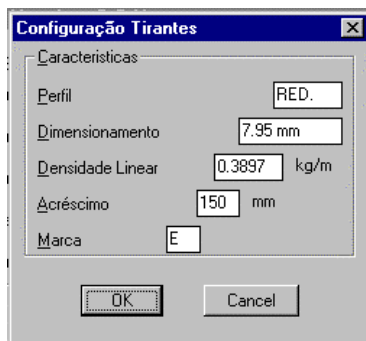 Configuração Tirantes
Caracteristicas
Perfil RED.
Dimensionamento 7.95 mm
Densidade Linear 0.3897 kg/m
Acréscimo 150 mm
Marca E
OK Cancel